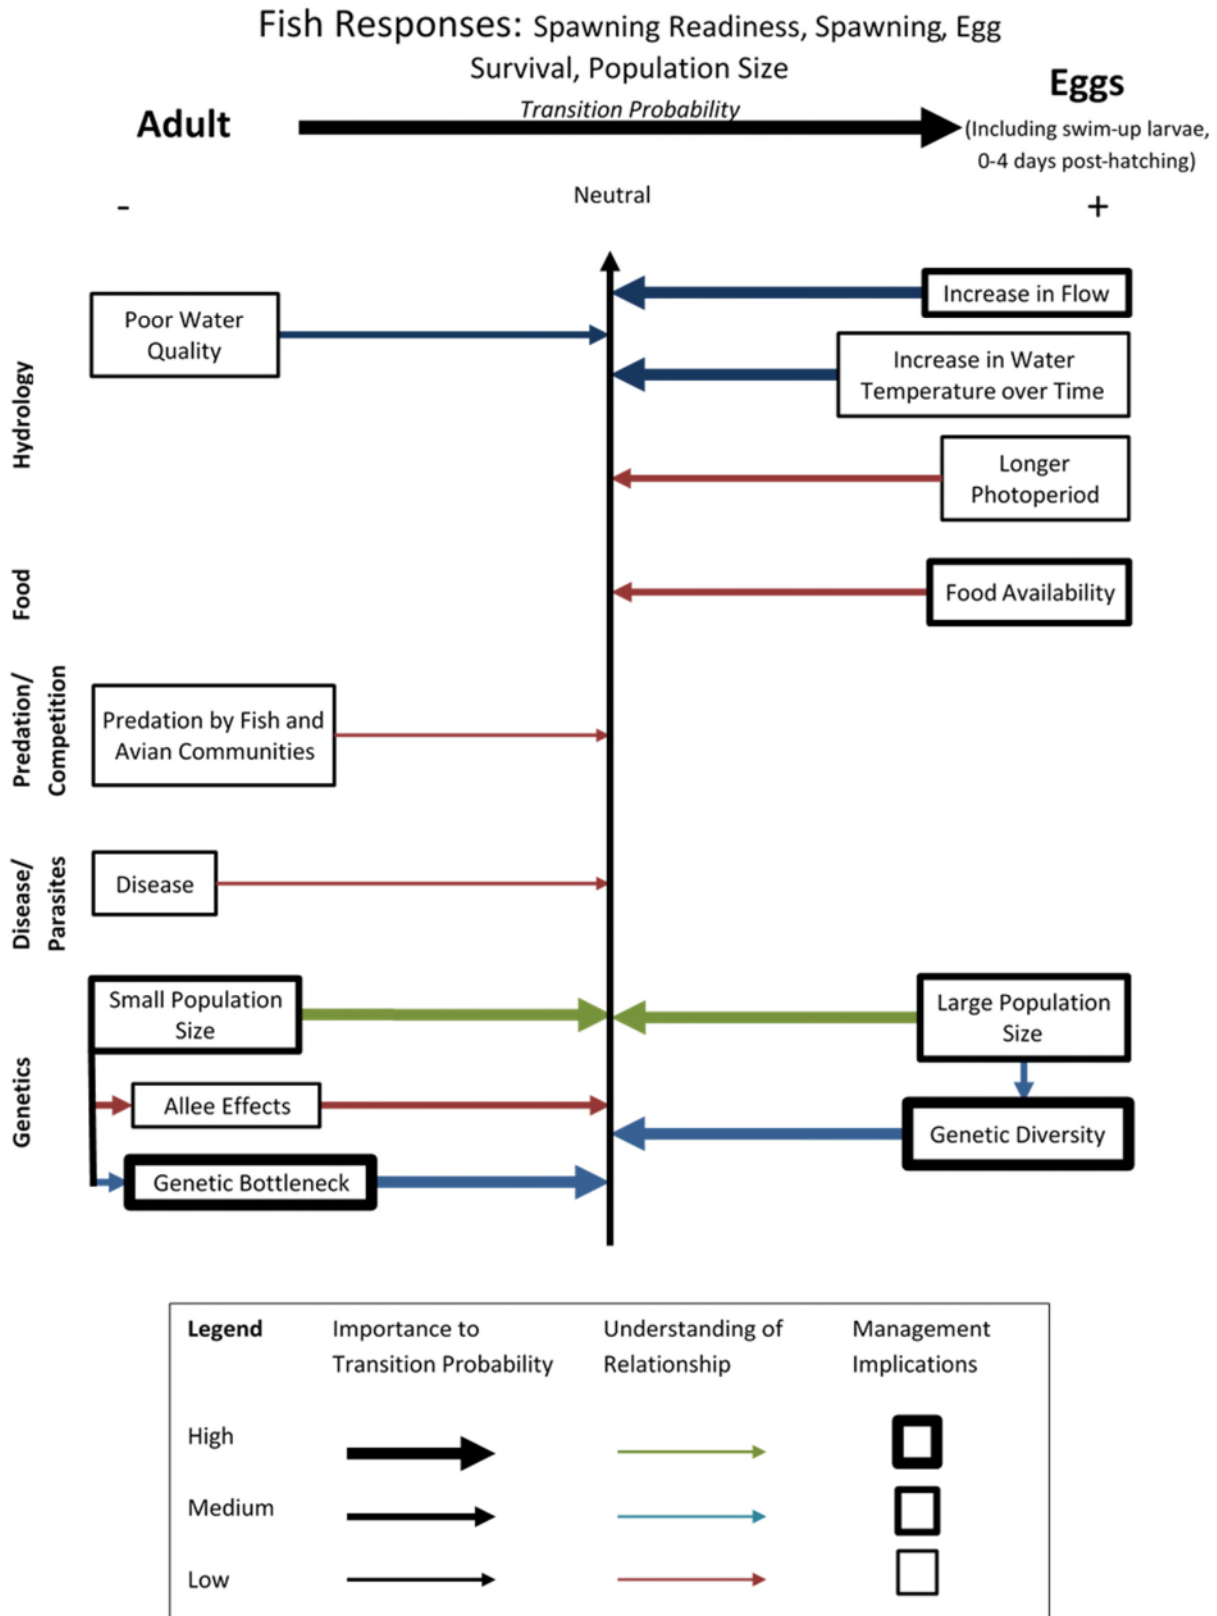 Fish Responses: Spawning Readiness, Spawning, Egg
Survival, Population Size
Adult
Transition Probability
Eggs
(Including swim-up larvae,
0-4 days post-hatching)
-
Neutral
+
Hydrology
Poor Water
Quality
Increase in Flow
Increase in Water
Temperature over Time
Longer
Photoperiod
Food
Food Availability
Predation/
Competition
Predation by Fish and
Avian Communities
Disease/
Parasites
Disease
Genetics
Small Population
Size
Large Population
Size
Allee Effects
Genetic Diversity
Genetic Bottleneck
Legend
Importance to
Transition Probability
Understanding of
Relationship
Management
Implications
High
Medium
Low